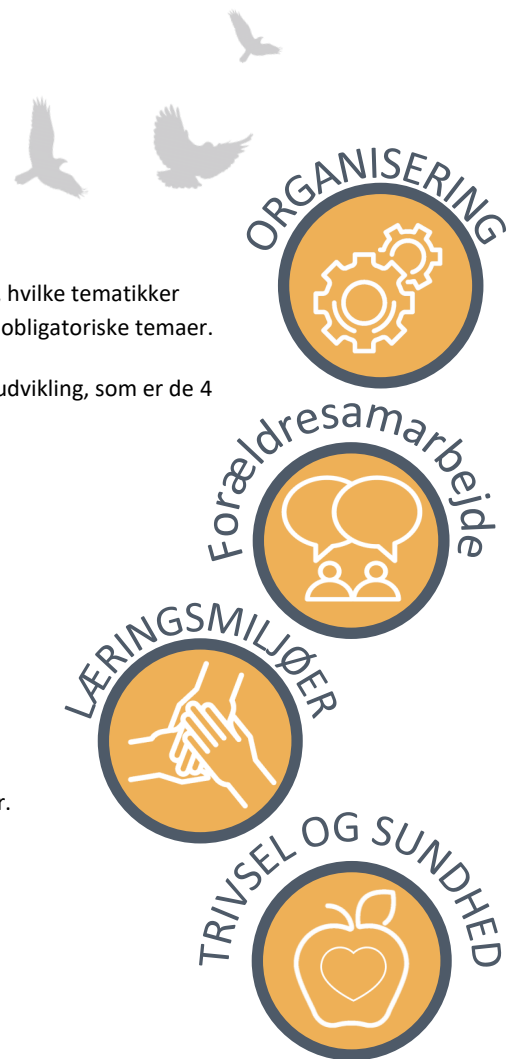 ORGANISERING
hvilke tematikker
obligatoriske temaer.
udvikling, som er de 4
Forældresamarbejde
LÆRINGSMILJØER
r.
TRIVSEL OG SUNDHED